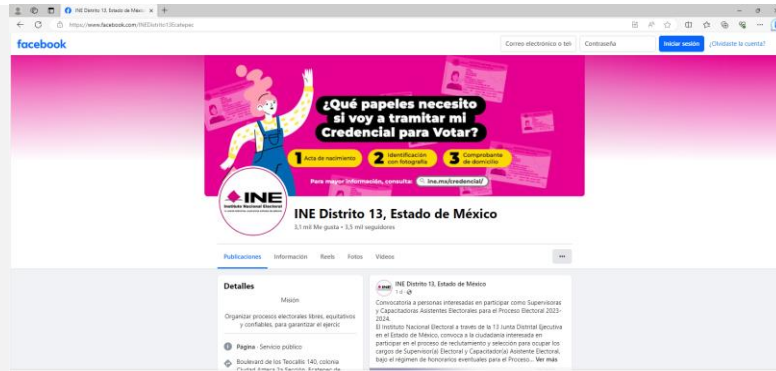 INE Distrito 13, Estado de México
https://www.facebook.com/INEDistrito13Ecatepec
facebook
Correo electrónico o tel
Contraseña
Iniciar sesión
¿Olvidaste la cuenta?
¿Qué papeles necesito
si voy a tramitar mi
Credencial para Votar?
1 Acta de nacimiento
2 Identificación con fotografía
3 Comprobante de domicilio
Para mayor información, consulta: ine.mx/credencial/
INE
Instituto Nacional Electoral
INE Distrito 13, Estado de México
3,1 mil Me gusta • 3,5 mil seguidores
Publicaciones Información Reels Fotos Videos
Detalles
Misión
Organizar procesos electorales libres, equitativos
y confiables, para garantizar el ejercic
Página · Servicio público
Boulevard de los Teocallis 140, colonia
Ciudad Azteca 2a Sección, Ecatepec de
INE Distrito 13, Estado de México
1 d
Convocatoria a personas interesadas en participar como Supervisoras
y Capacitadoras Asistentes Electorales para el Proceso Electoral 2023-
2024.
El Instituto Nacional Electoral a través de la 13 Junta Distrital Ejecutiva
en el Estado de México, convoca a la ciudadanía interesada en
participar en el proceso de reclutamiento y selección para ocupar los
cargos de Supervisor(a) Electoral y Capacitador(a) Asistente Electoral,
bajo el régimen de honorarios eventuales para el Proceso... Ver más